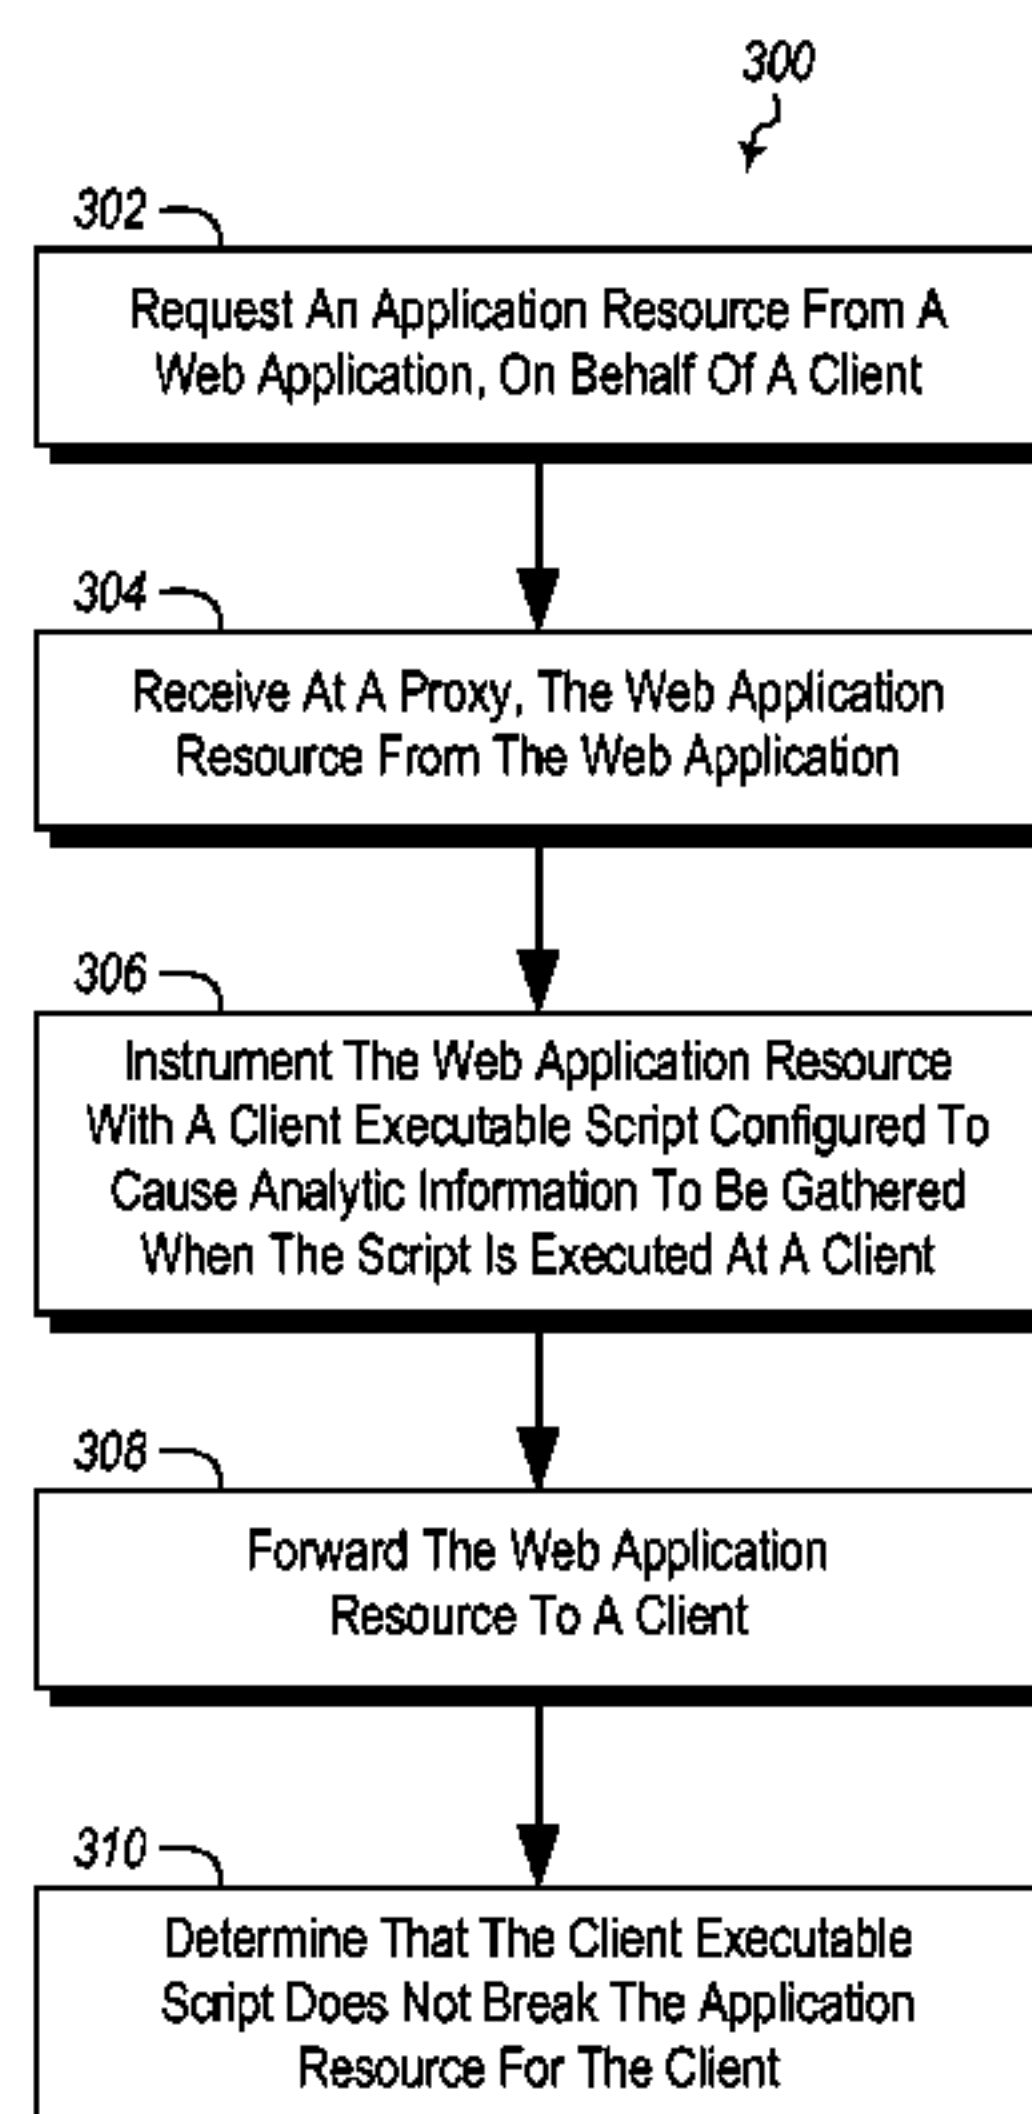 300
302
Request An Application Resource From A
Web Application, On Behalf Of A Client
304
Receive At A Proxy, The Web Application
Resource From The Web Application
306
Instrument The Web Application Resource
With A Client Executable Script Configured To
Cause Analytic Information To Be Gathered
When The Script Is Executed At A Client
308
Forward The Web Application
Resource To A Client
310
Determine That The Client Executable
Script Does Not Break The Application
Resource For The Client